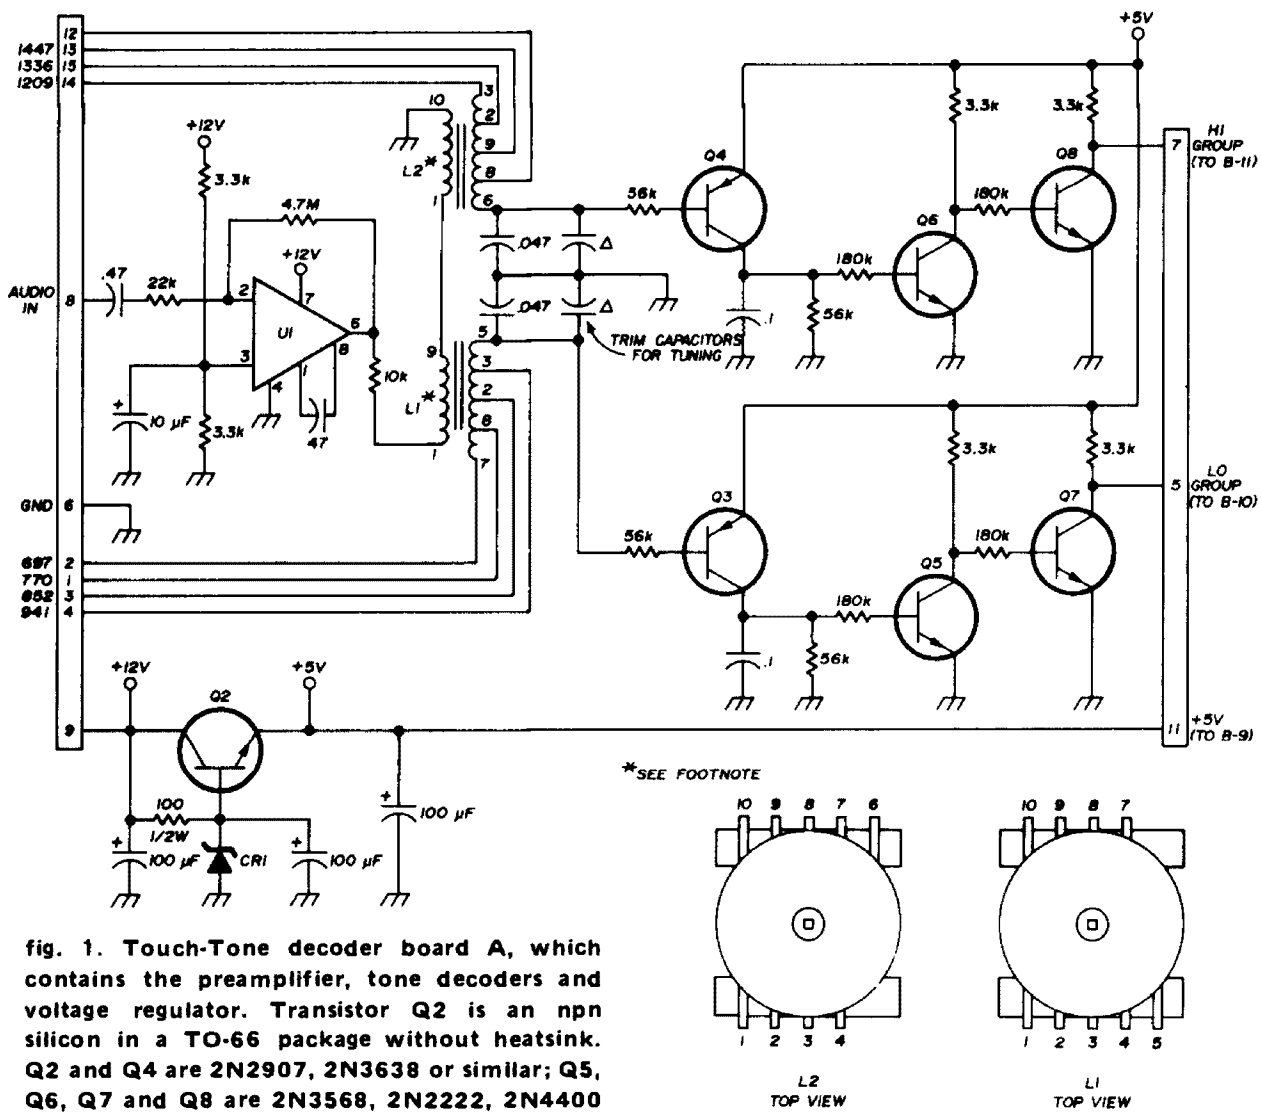 +5V
12
1447 13
1336 15
1209 14
3
2
9
8
6
10
L2*
1
+12V
3.3k
4.7M
+12V
.47
22k
AUDIO IN
8
2
7
U1
6
3
8
1
4
.47
10k
+
10 µF
3.3k
GND
6
697 2
770 1
852 3
941 4
9
L1*
1
5
3
2
8
7
.047
Δ
.047
Δ
TRIM CAPACITORS
FOR TUNING
56k
Q4
3.3k
3.3k
Q8
180k
Q6
180k
.1
56k
7
HI
GROUP
(TO B-11)
56k
Q3
3.3k
3.3k
Q7
180k
Q5
180k
.1
56k
5
LO
GROUP
(TO B-10)
+12V
+5V
Q2
9
11
+5V
(TO B-9)
100
1/2W
+
100 µF
CR1
+
100 µF
+
100 µF
*SEE FOOTNOTE
10 9 8 7 6
1 2 3 4
L2
TOP VIEW
10 9 8 7
1 2 3 4 5
L1
TOP VIEW
fig. 1. Touch-Tone decoder board A, which
contains the preamplifier, tone decoders and
voltage regulator. Transistor Q2 is an npn
silicon in a TO-66 package without heatsink.
Q2 and Q4 are 2N2907, 2N3638 or similar; Q5,
Q6, Q7 and Q8 are 2N3568, 2N2222, 2N4400